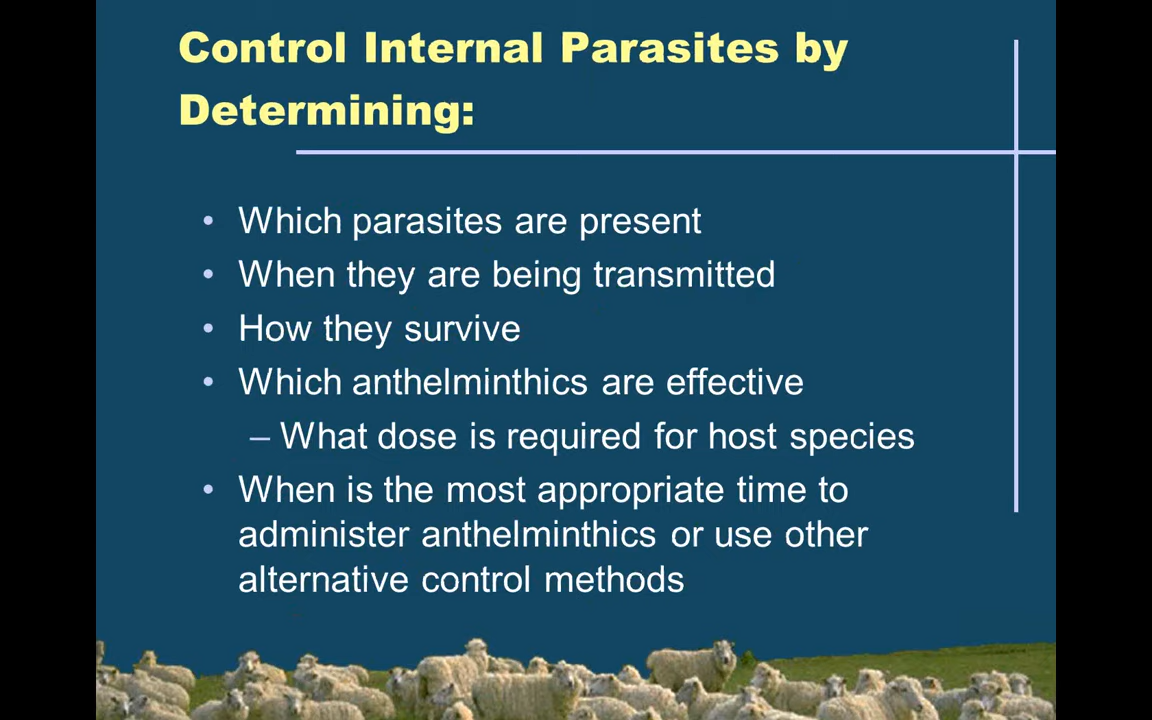 Control Internal Parasites by
Determining:
• Which parasites are present
• When they are being transmitted
• How they survive
• Which anthelminthics are effective
– What dose is required for host species
• When is the most appropriate time to
administer anthelminthics or use other
alternative control methods